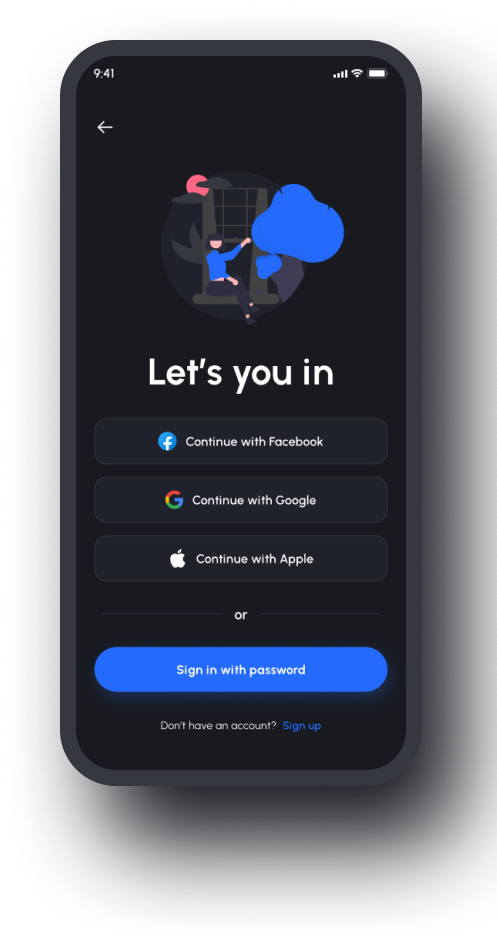 9:41
Let's you in
Continue with Facebook
Continue with Google
Continue with Apple
or
Sign in with password
Don't have an account? Sign up